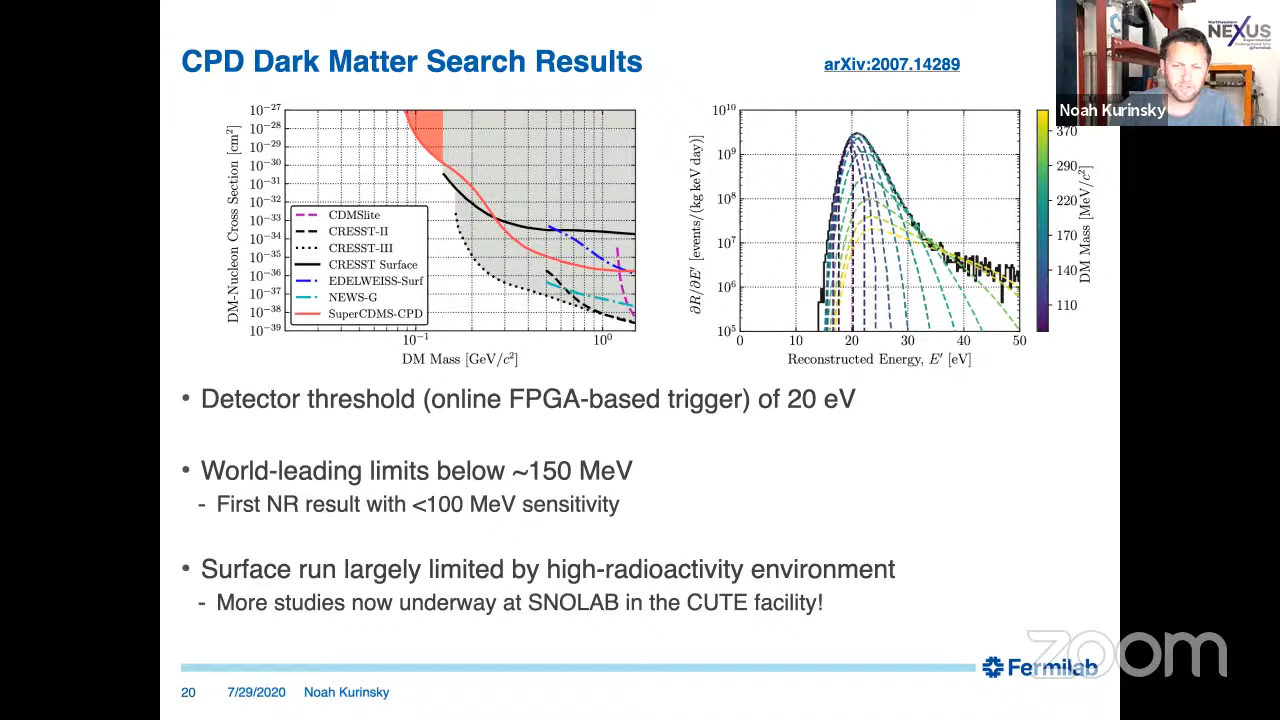 CPD Dark Matter Search Results
arXiv:2007.14289
Northwestern
NEXUS
@Fermilab
Noah Kurinsky
DM-Nucleon Cross Section [cm²]
10⁻²⁷
10⁻²⁸
10⁻²⁹
10⁻³⁰
10⁻³¹
10⁻³²
10⁻³³
10⁻³⁴
10⁻³⁵
10⁻³⁶
10⁻³⁷
10⁻³⁸
10⁻³⁹
CDMSlite
CRESST-II
CRESST-III
CRESST Surface
EDELWEISS-Surf
NEWS-G
SuperCDMS-CPD
10⁻¹ 10⁰
DM Mass [GeV/c²]
∂R/∂E′ [events/(kg keV day)]
10¹⁰
10⁹
10⁸
10⁷
10⁶
10⁵
0 10 20 30 40 50
Reconstructed Energy, E′ [eV]
370
290
220
170
140
110
DM Mass [MeV/c²]
• Detector threshold (online FPGA-based trigger) of 20 eV
• World-leading limits below ~150 MeV
- First NR result with <100 MeV sensitivity
• Surface run largely limited by high-radioactivity environment
- More studies now underway at SNOLAB in the CUTE facility!
zoom
Fermilab
20 7/29/2020 Noah Kurinsky